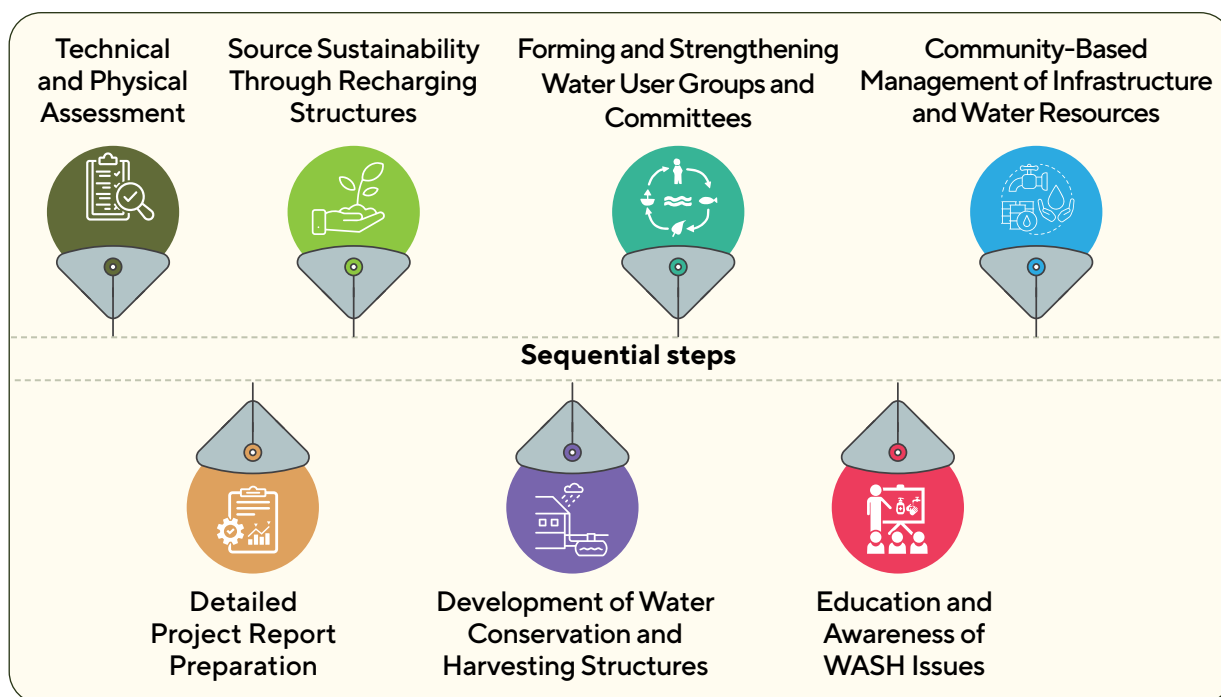 Technical
and Physical
Assessment
Source Sustainability
Through Recharging
Structures
Forming and Strengthening
Water User Groups and
Committees
Community-Based
Management of Infrastructure
and Water Resources
Sequential steps
Detailed
Project Report
Preparation
Development of Water
Conservation and
Harvesting Structures
Education and
Awareness of
WASH Issues